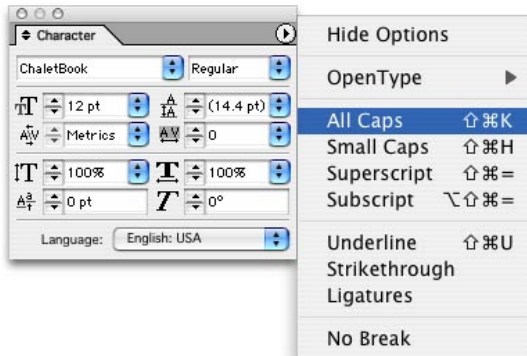 Character
ChaletBook
Regular
12 pt
(14.4 pt)
Metrics
0
100%
100%
0 pt
0°
Language: English: USA
Hide Options
OpenType ▶
All Caps ⇧⌘K
Small Caps ⇧⌘H
Superscript ⇧⌘=
Subscript ⌥⇧⌘=
Underline ⇧⌘U
Strikethrough
Ligatures
No Break